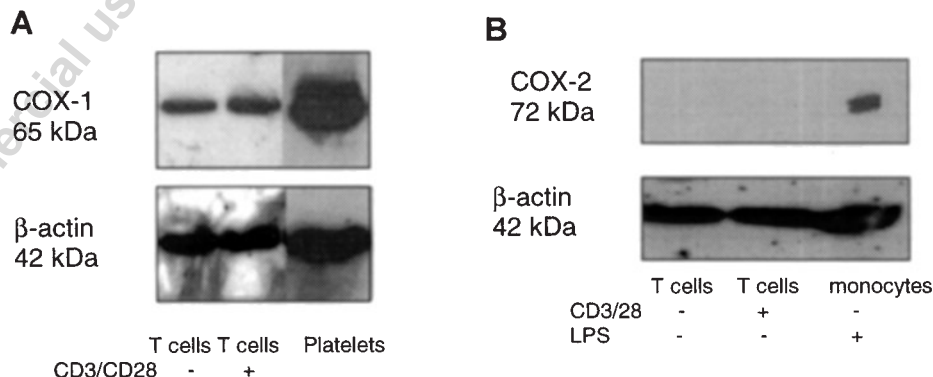 A
COX-1
65 kDa
β-actin
42 kDa
T cells T cells Platelets
CD3/CD28 - +
B
COX-2
72 kDa
β-actin
42 kDa
T cells T cells monocytes
CD3/28 - + -
LPS - - +